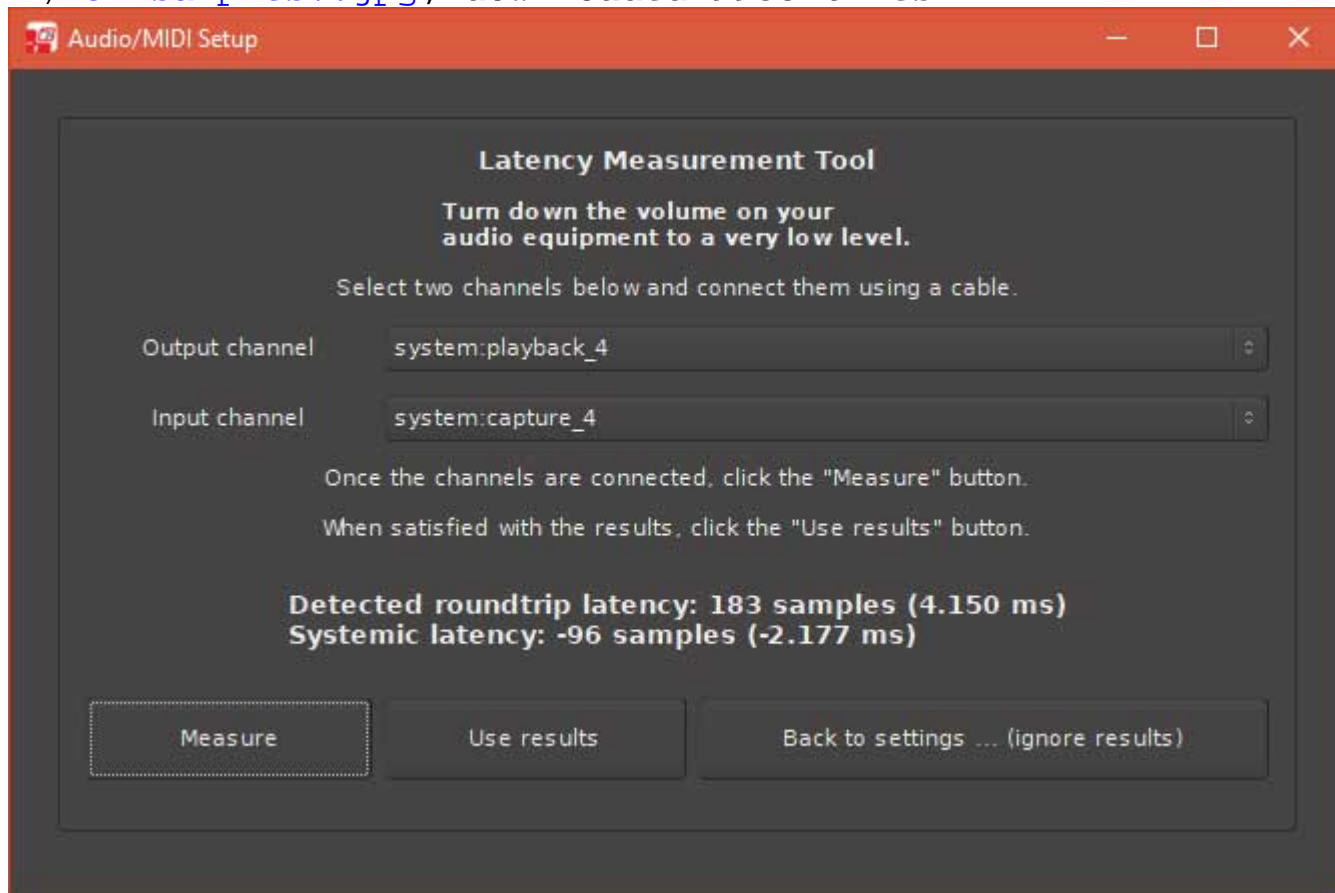 Audio/MIDI Setup
Latency Measurement Tool
Turn down the volume on your
audio equipment to a very low level.
Select two channels below and connect them using a cable.
Output channel system:playback_4
Input channel system:capture_4
Once the channels are connected, click the "Measure" button.
When satisfied with the results, click the "Use results" button.
Detected roundtrip latency: 183 samples (4.150 ms)
Systemic latency: -96 samples (-2.177 ms)
Measure Use results Back to settings ... (ignore results)